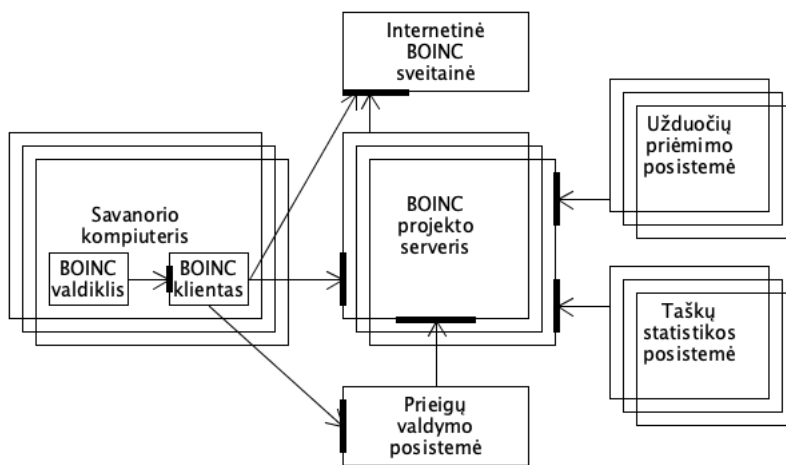 Internetinė
BOINC
sveitainė
Užduočių
priėmimo
posistemė
BOINC
projekto
serveris
Savanorio
kompiuteris
BOINC
valdiklis
BOINC
klientas
Taškų
statistikos
posistemė
Prieigų
valdymo
posistemė